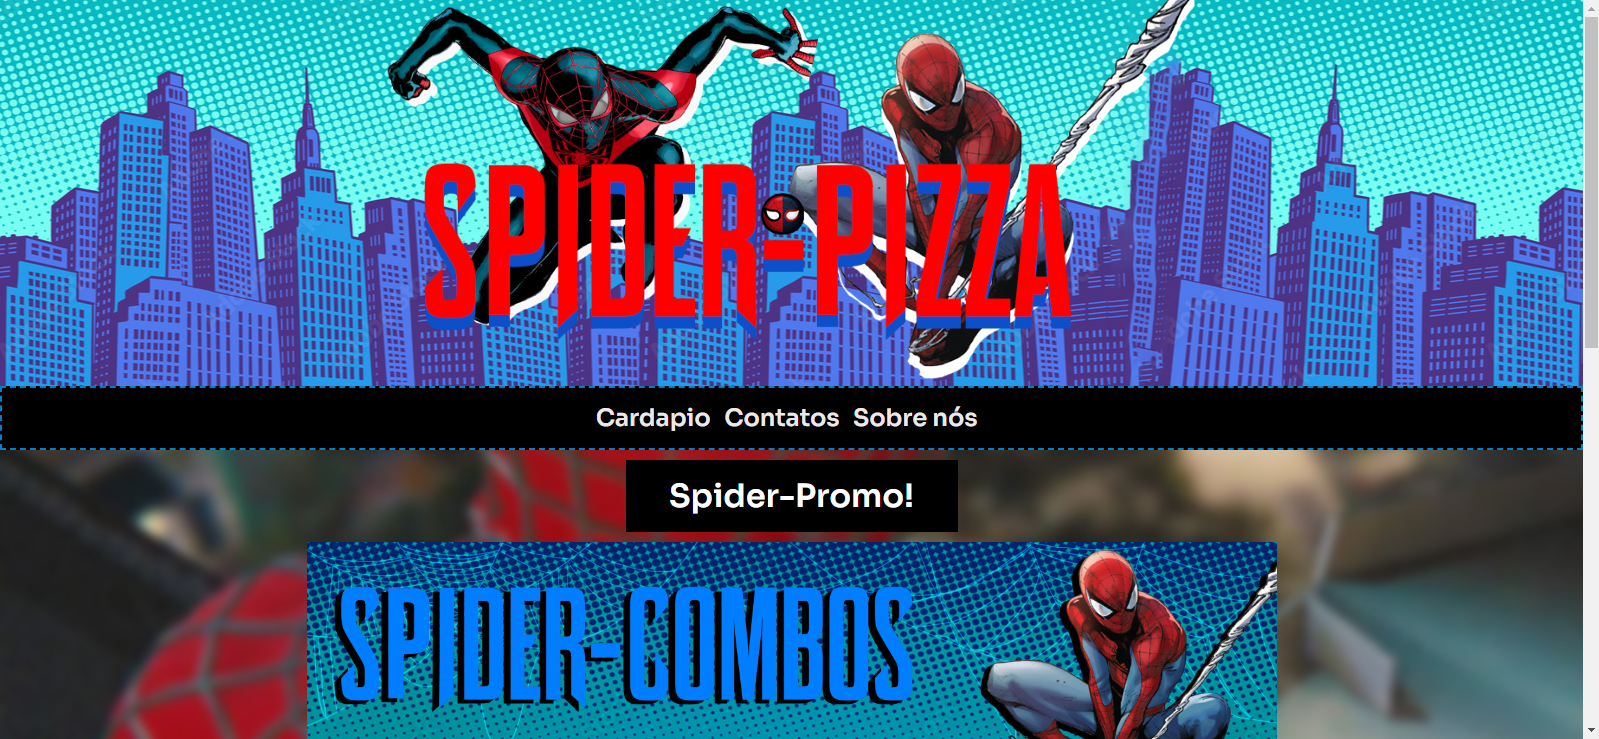 SPIDER-PIZZA
Cardapio Contatos Sobre nós
Spider-Promo!
SPIDER-COMBOS